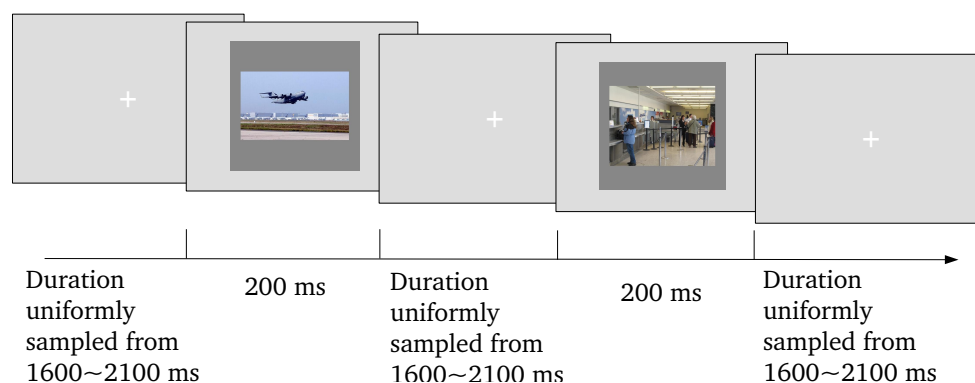 Duration
uniformly
sampled from
1600~2100 ms
200 ms
Duration
uniformly
sampled from
1600~2100 ms
200 ms
Duration
uniformly
sampled from
1600~2100 ms